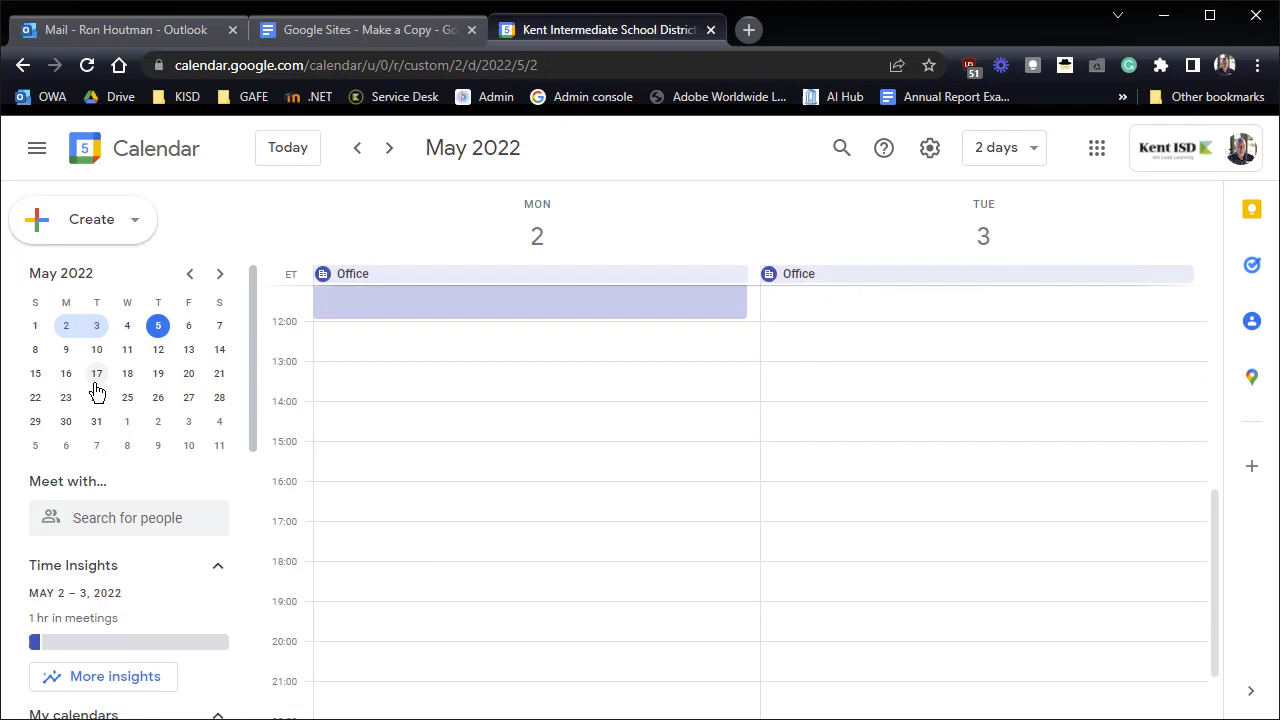 Mail - Ron Houtman - Outlook
Google Sites - Make a Copy - Go
Kent Intermediate School District
calendar.google.com/calendar/u/0/r/custom/2/d/2022/5/2
51
OWA
Drive
KISD
GAFE
.NET
Service Desk
Admin
Admin console
Adobe Worldwide L...
AI Hub
Annual Report Exa...
»
Other bookmarks
5
Calendar
Today
May 2022
2 days
Kent ISD
We Lead Learning
Create
May 2022
S M T W T F S
1 2 3 4 5 6 7
8 9 10 11 12 13 14
15 16 17 18 19 20 21
22 23 25 26 27 28
29 30 31 1 2 3 4
5 6 7 8 9 10 11
Meet with...
Search for people
Time Insights
MAY 2 – 3, 2022
1 hr in meetings
More insights
My calendars
MON
2
TUE
3
ET
Office
Office
12:00
13:00
14:00
15:00
16:00
17:00
18:00
19:00
20:00
21:00